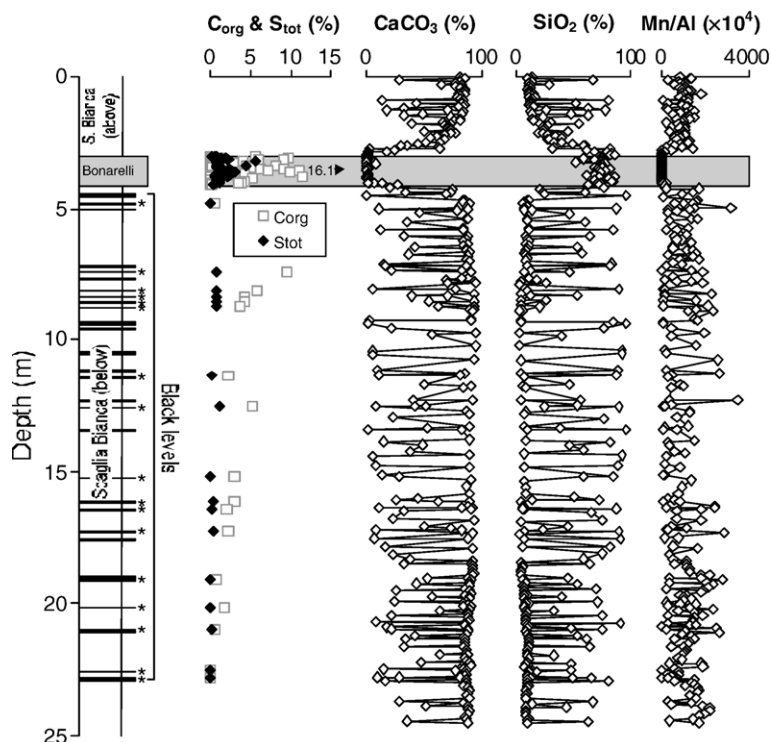 Corg & Stot (%) CaCO3 (%) SiO2 (%) Mn/Al (×10⁴)
0 5 10 15 0 100 0 100 0 4000
0
S. Bianca
(above)
Bonarelli
16.1
5
*
Corg
Stot
*
*
*
*
*
10
Depth (m)
Scaglia Bianca (below)
Black levels
*
*
15
*
*
*
*
*
20
*
*
*
*
25